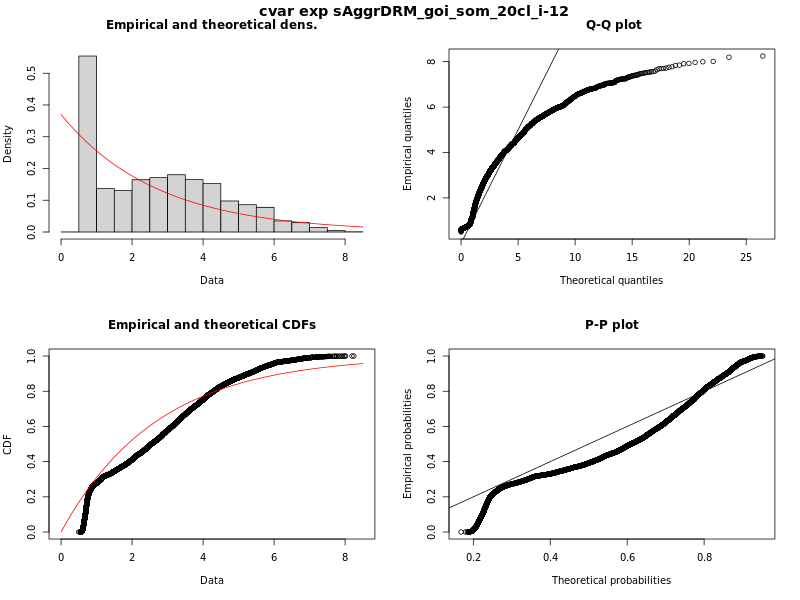 cvar exp sAggrDRM_goi_som_20cl_i-12
Empirical and theoretical dens.
Density
0.0 0.1 0.2 0.3 0.4 0.5
0 2 4 6 8
Data
Q-Q plot
Empirical quantiles
2 4 6 8
0 5 10 15 20 25
Theoretical quantiles
Empirical and theoretical CDFs
CDF
0.0 0.2 0.4 0.6 0.8 1.0
0 2 4 6 8
Data
P-P plot
Empirical probabilities
0.0 0.2 0.4 0.6 0.8 1.0
0.2 0.4 0.6 0.8
Theoretical probabilities